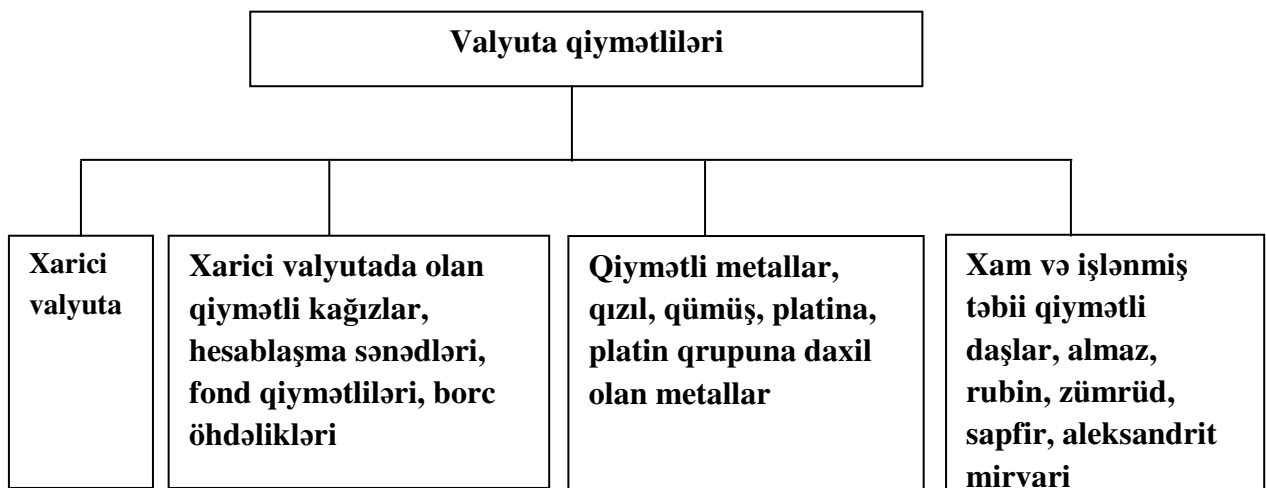 Valyuta qiymətliləri
Xarici
valyuta
Xarici valyutada olan
qiymətli kağızlar,
hesablaşma sənədləri,
fond qiymətliləri, borc
öhdəlikləri
Qiymətli metallar,
qızıl, qümüş, platina,
platin qrupuna daxil
olan metallar
Xam və işlənmiş
təbii qiymətli
daşlar, almaz,
rubin, zümrüd,
sapfir, aleksandrit
mirvari